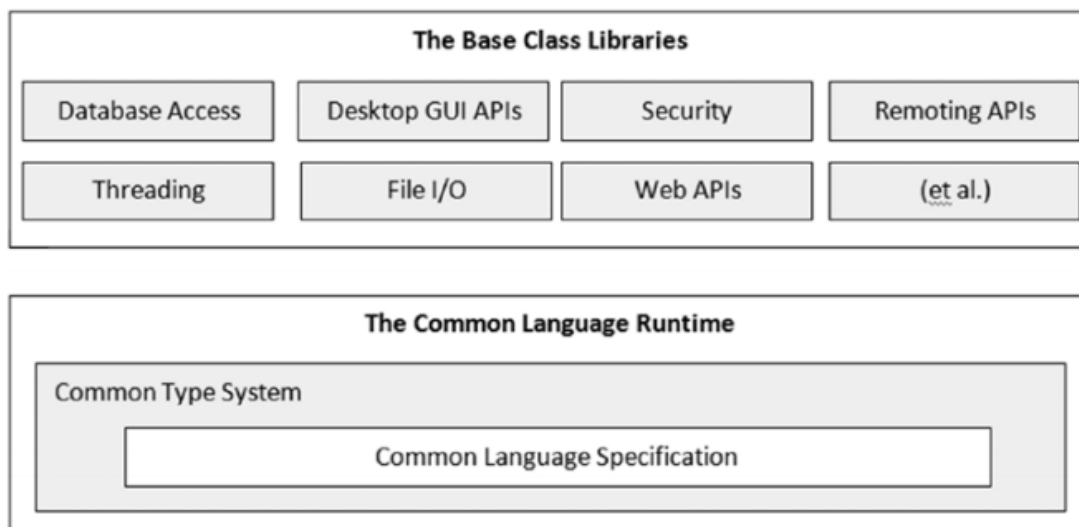 The Base Class Libraries
Database Access
Desktop GUI APIs
Security
Remoting APIs
Threading
File I/O
Web APIs
(et al.)
The Common Language Runtime
Common Type System
Common Language Specification